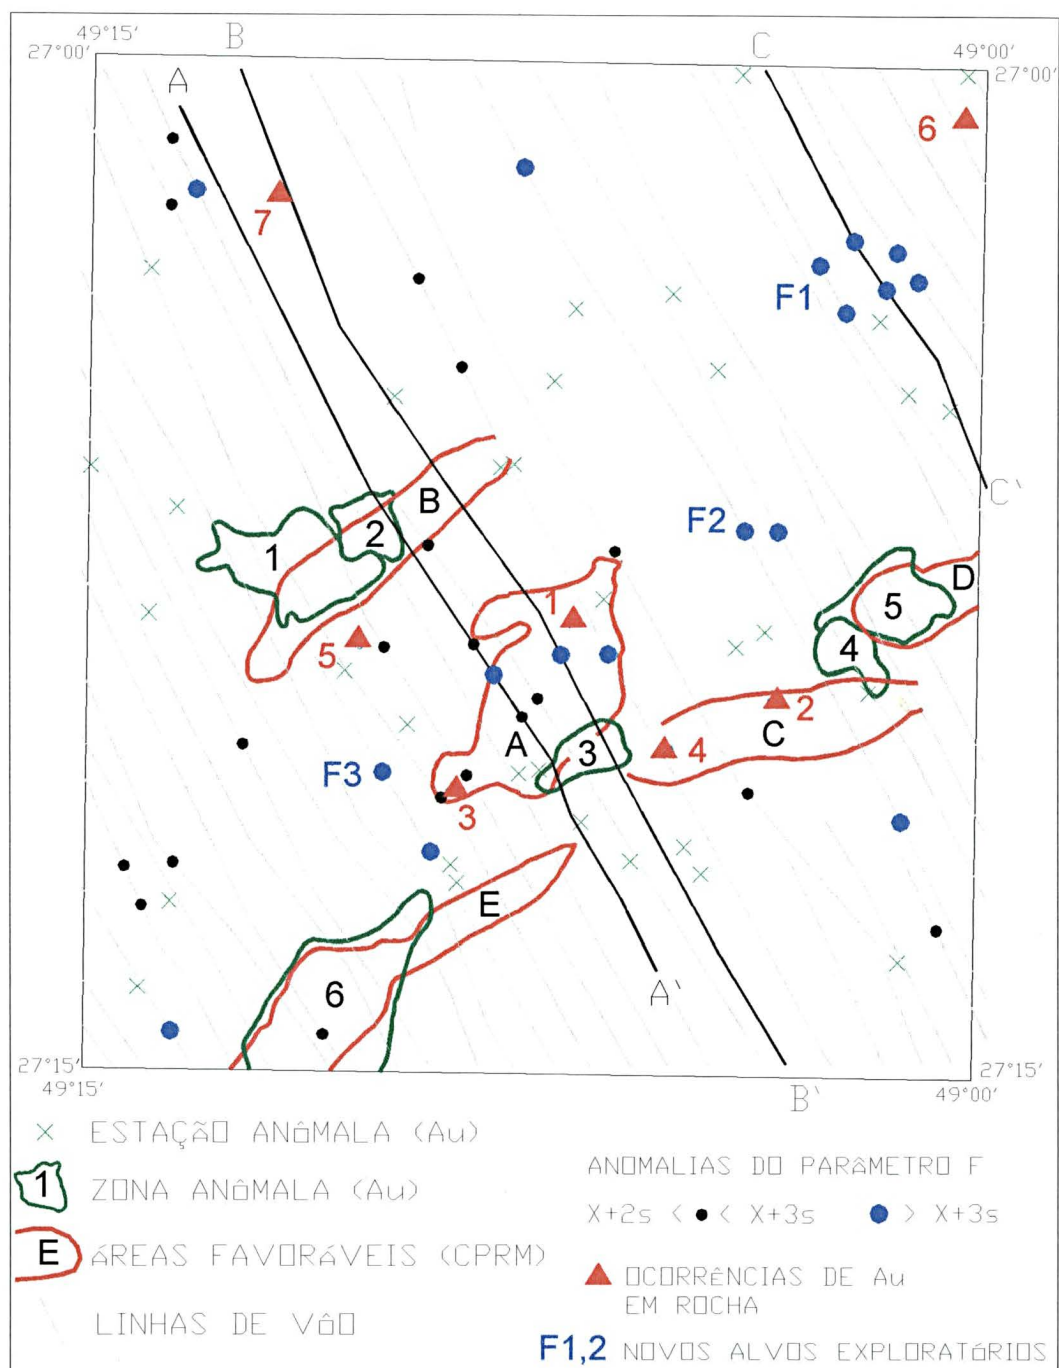 49°15′
B
C
49°00′
27°00′
27°00′
A
6
7
F1
B
C`
F2
2
1
D
5
1
5
4
2
C
A
3
4
F3
3
E
6
A`
27°15′
27°15′
49°15′
49°00′
B`
ESTAÇÃO ANÔMALA (Au)
1 ZONA ANÔMALA (Au)
E ÁREAS FAVORÁVEIS (CPRM)
LINHAS DE VÔO
ANOMALIAS DO PARÂMETRO F
X+2s < ● < X+3s ● > X+3s
OCORRÊNCIAS DE Au
EM ROCHA
F1,2 NOVOS ALVOS EXPLORATÓRIOS